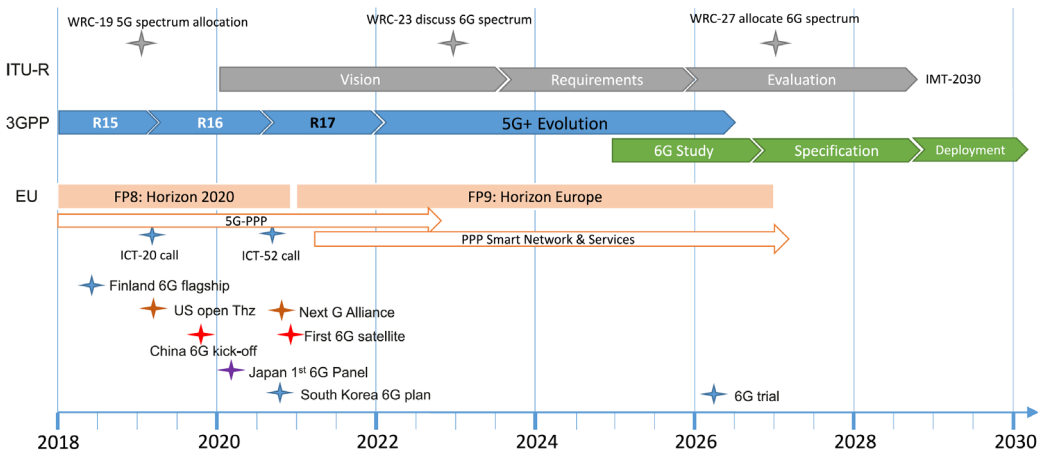 WRC-19 5G spectrum allocation
WRC-23 discuss 6G spectrum
WRC-27 allocate 6G spectrum
ITU-R
Vision
Requirements
Evaluation
IMT-2030
3GPP
R15
R16
R17
5G+ Evolution
6G Study
Specification
Deployment
EU
FP8: Horizon 2020
FP9: Horizon Europe
5G-PPP
PPP Smart Network & Services
ICT-20 call
ICT-52 call
Finland 6G flagship
US open Thz
Next G Alliance
First 6G satellite
China 6G kick-off
Japan 1st 6G Panel
South Korea 6G plan
6G trial
2018
2020
2022
2024
2026
2028
2030